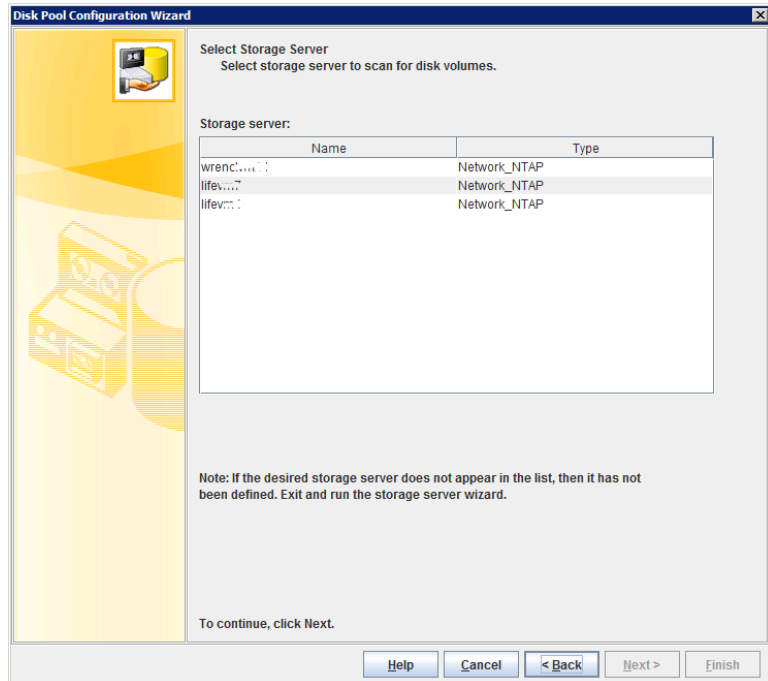 Disk Pool Configuration Wizard
Select Storage Server
Select storage server to scan for disk volumes.
Storage server:
Name Type
Network_NTAP
Network_NTAP
Network_NTAP
Note: If the desired storage server does not appear in the list, then it has not
been defined. Exit and run the storage server wizard.
To continue, click Next.
Help Cancel < Back Next > Finish